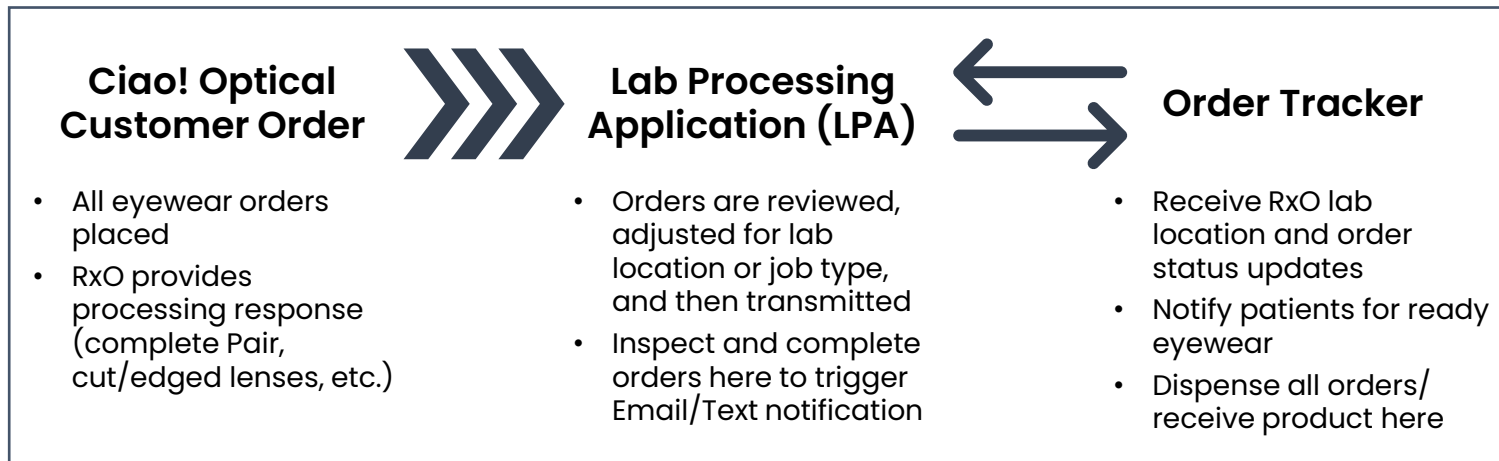 Ciao! Optical
Customer Order
• All eyewear orders
placed
• RxO provides
processing response
(complete Pair,
cut/edged lenses, etc.)
Lab Processing
Application (LPA)
• Orders are reviewed,
adjusted for lab
location or job type,
and then transmitted
• Inspect and complete
orders here to trigger
Email/Text notification
Order Tracker
• Receive RxO lab
location and order
status updates
• Notify patients for ready
eyewear
• Dispense all orders/
receive product here